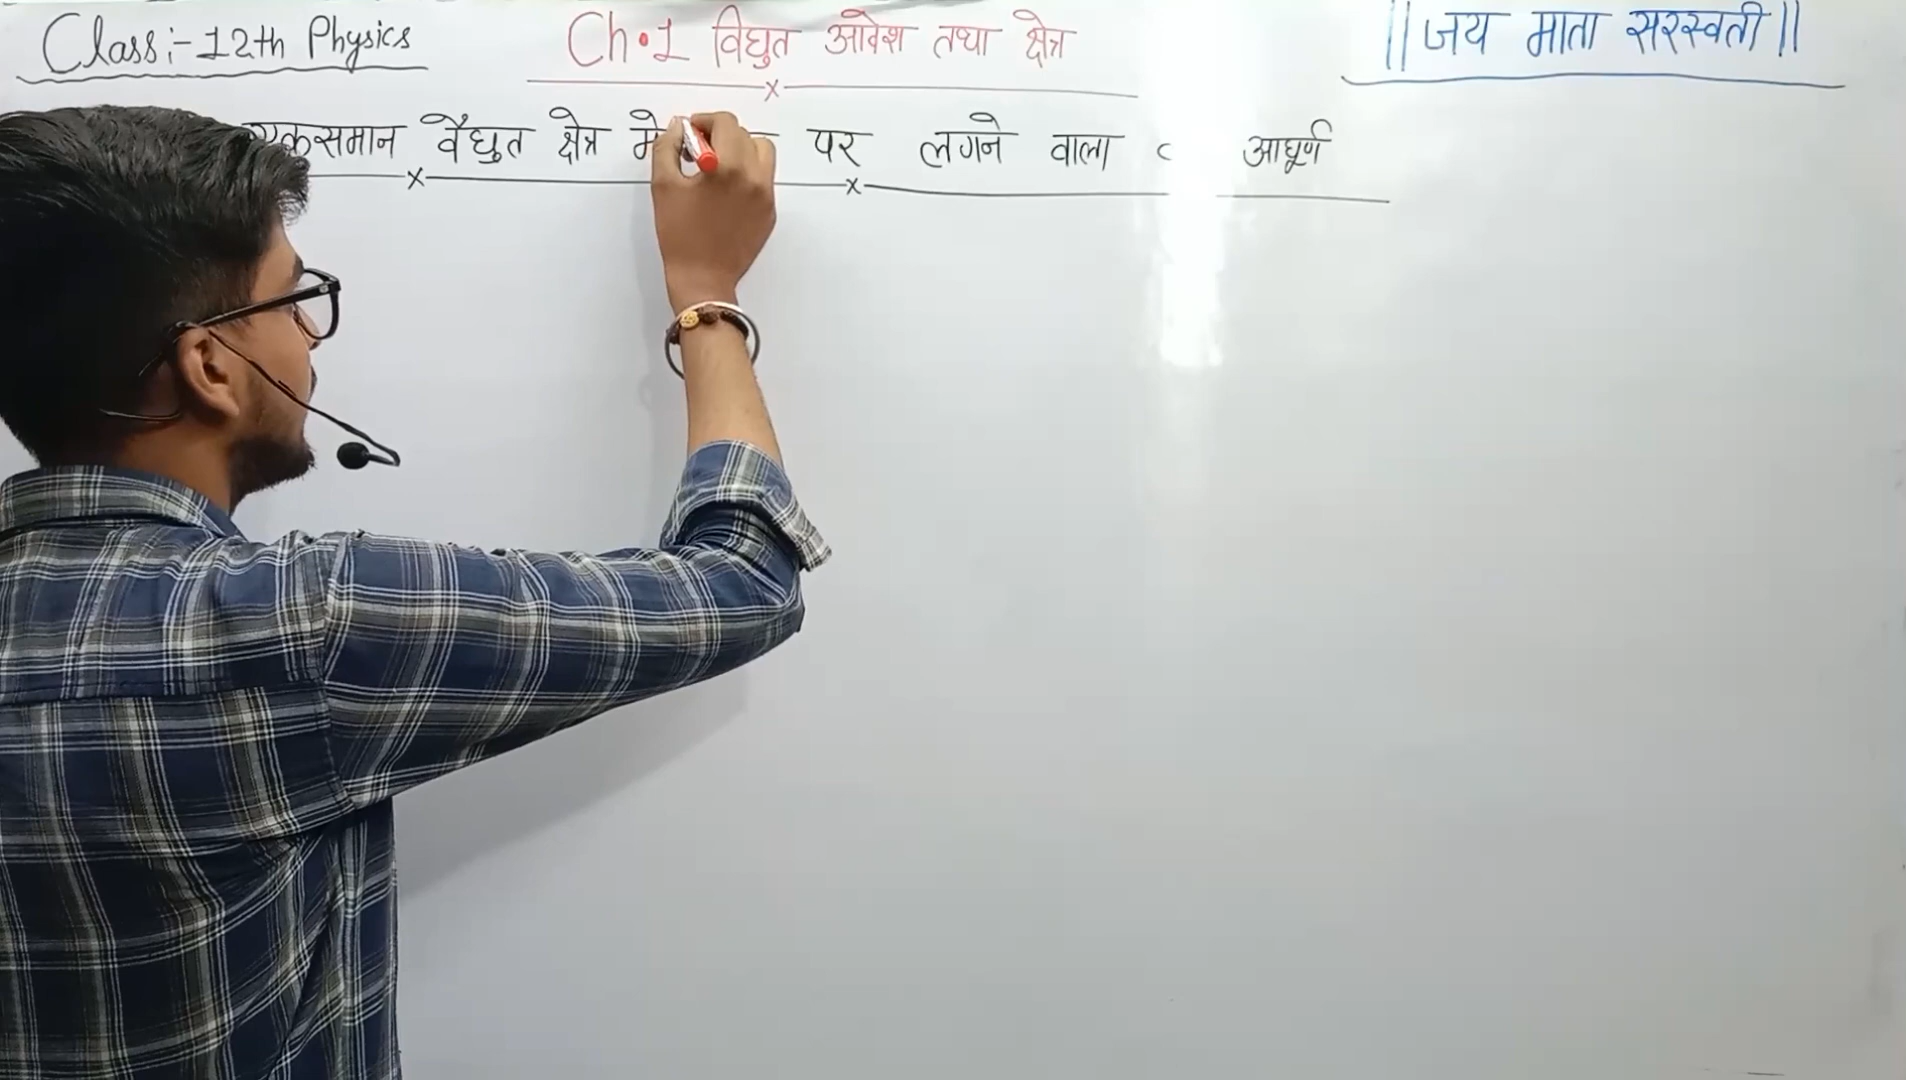 Class:- 12th Physics
Ch.1 विद्युत आवेश तथा क्षेत्र
|| जय माता सरस्वती ||
एकसमान वैद्युत क्षेत्र में पर लगने वाला आघूर्ण